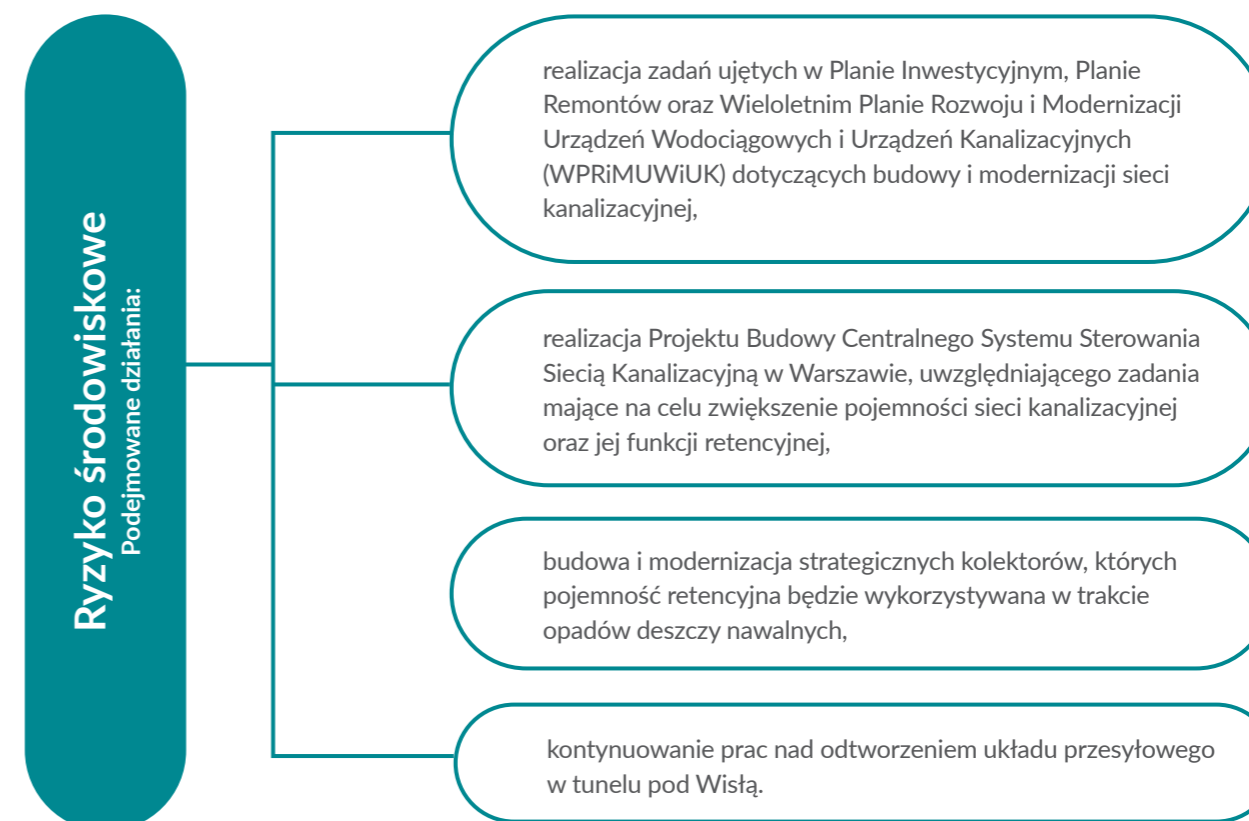 Ryzyko środowiskowe
Podejmowane działania:
realizacja zadań ujętych w Planie Inwestycyjnym, Planie
Remontów oraz Wieloletnim Planie Rozwoju i Modernizacji
Urządzeń Wodociągowych i Urządzeń Kanalizacyjnych
(WPRiMUWiUK) dotyczących budowy i modernizacji sieci
kanalizacyjnej,
realizacja Projektu Budowy Centralnego Systemu Sterowania
Siecią Kanalizacyjną w Warszawie, uwzględniającego zadania
mające na celu zwiększenie pojemności sieci kanalizacyjnej
oraz jej funkcji retencyjnej,
budowa i modernizacja strategicznych kolektorów, których
pojemność retencyjna będzie wykorzystywana w trakcie
opadów deszczy nawalnych,
kontynuowanie prac nad odtworzeniem układu przesyłowego
w tunelu pod Wisłą.